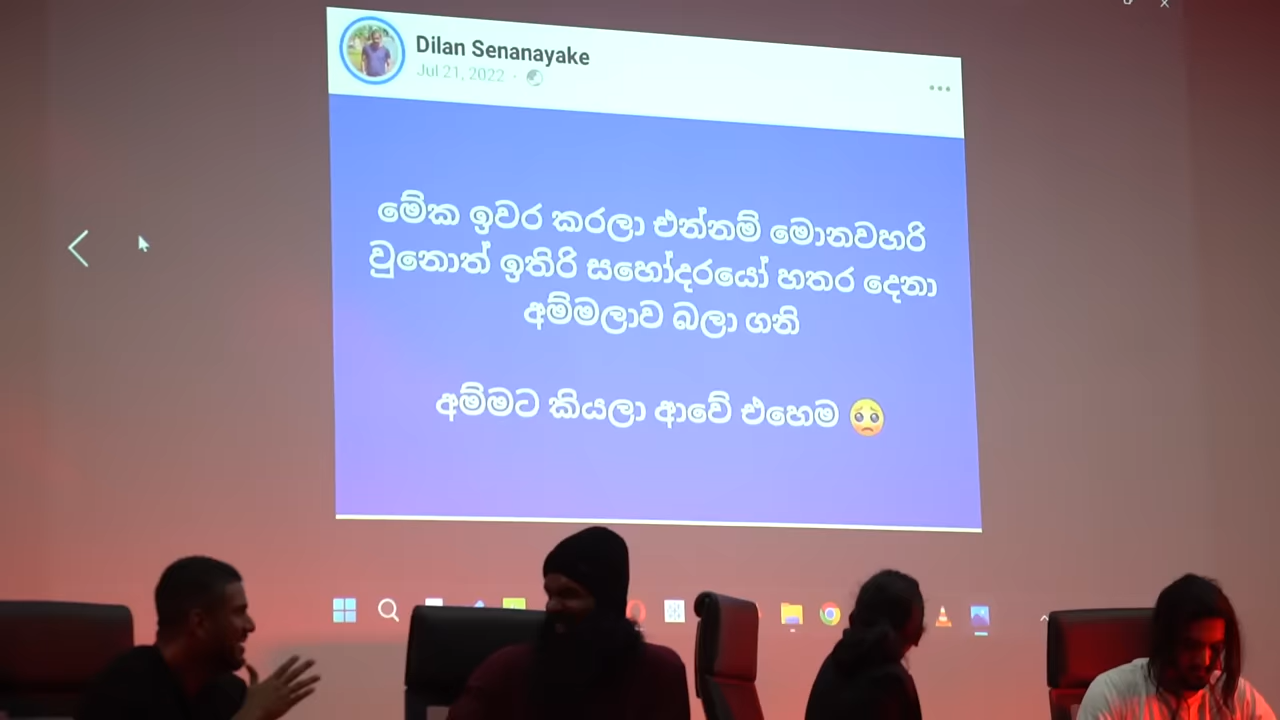 Dilan Senanayake
Jul 21, 2022
මේක ඉවර කරලා එන්නම් මොනවහරි
වුනොත් ඉතිරි සහෝදරයෝ හතර දෙනා
අම්මලාව බලා ගනි
අම්මට කියලා ආවේ එහෙම 🥺